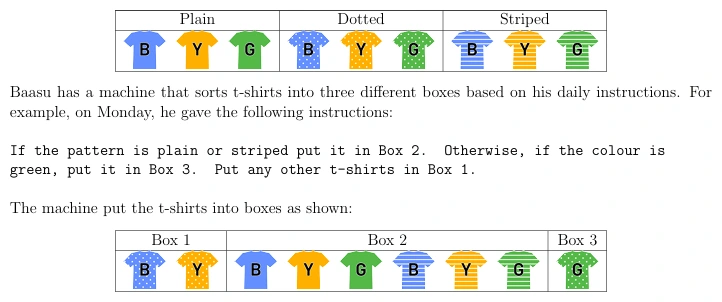 Plain Dotted Striped
B Y G B Y G B Y G
Baasu has a machine that sorts t-shirts into three different boxes based on his daily instructions. For
example, on Monday, he gave the following instructions:
If the pattern is plain or striped put it in Box 2. Otherwise, if the colour is
green, put it in Box 3. Put any other t-shirts in Box 1.
The machine put the t-shirts into boxes as shown:
Box 1 Box 2 Box 3
B Y B Y G B Y G G